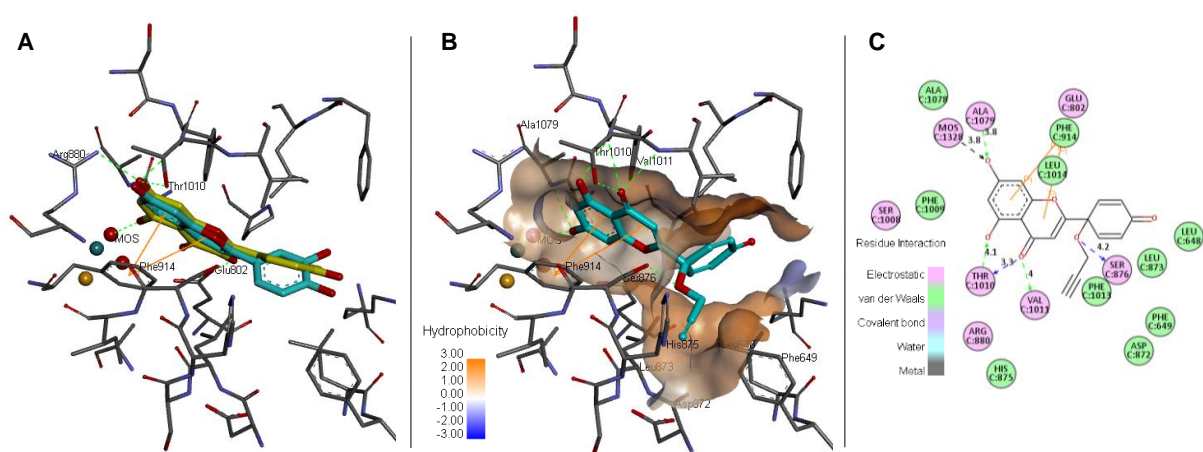 A
Arg880
Thr1010
MOS
Phe914
Glu802
B
Ala1079
Thr1010
Val1011
MOS
Phe914
Ser876
His875
Leu873
Asp872
Phe649
Hydrophobicity
3.00
2.00
1.00
0.00
-1.00
-2.00
-3.00
C
ALA
C:1078
ALA
C:1079
GLU
C:802
MOS
C:1328
PHE
C:914
LEU
C:1014
3.8
3.8
SER
C:1008
PHE
C:1009
Residue Interaction
Electrostatic
van der Waals
Covalent bond
Water
Metal
4.1
3.3
.4
4.2
THR
C:1010
VAL
C:1011
SER
C:876
PHE
C:1013
LEU
C:873
LEU
C:648
PHE
C:649
ASP
C:872
ARG
C:880
HIS
C:875
O
O
O
O
O
O